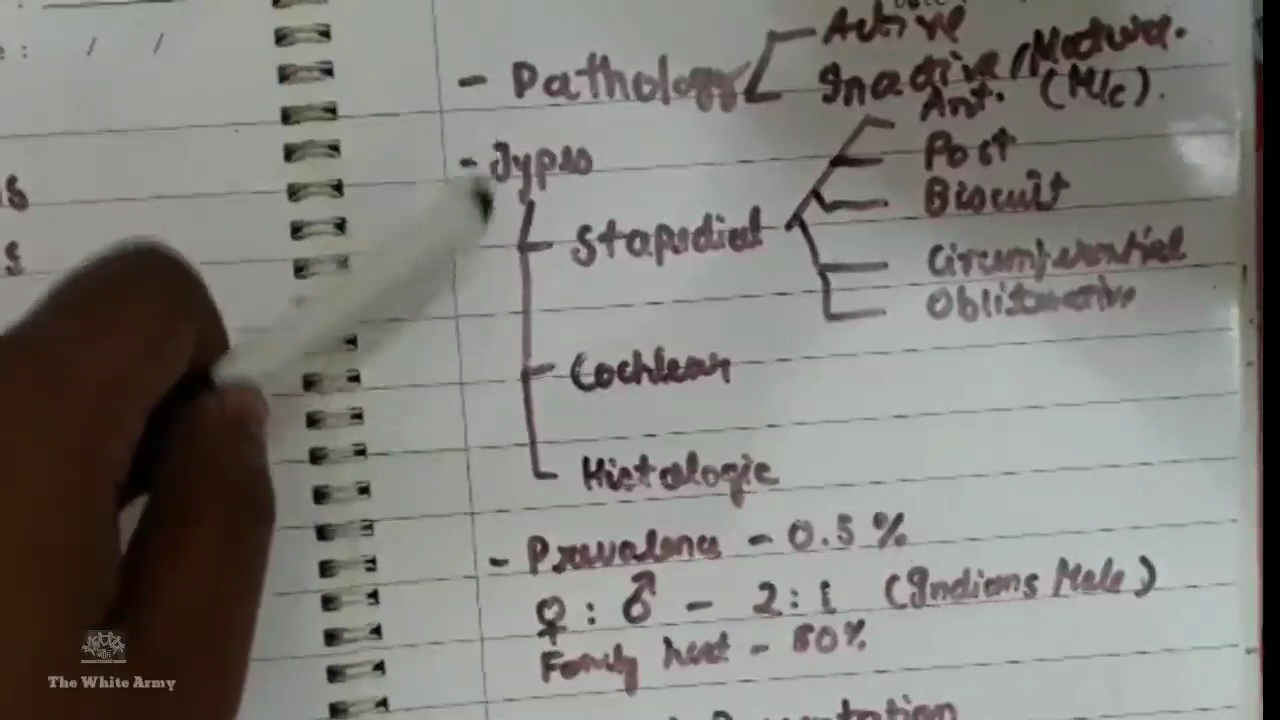 - Pathology
Active
Inactive/Mature.
(M/c).
- Types
Stapedial
Ant.
Post
Biscuit
Circumferential
Obliterative
Cochlear
Histologic
- Prevalence - 0.5 %
♀ : ♂ - 2:1 (Indians Male)
Family hist - 50%
The White Army